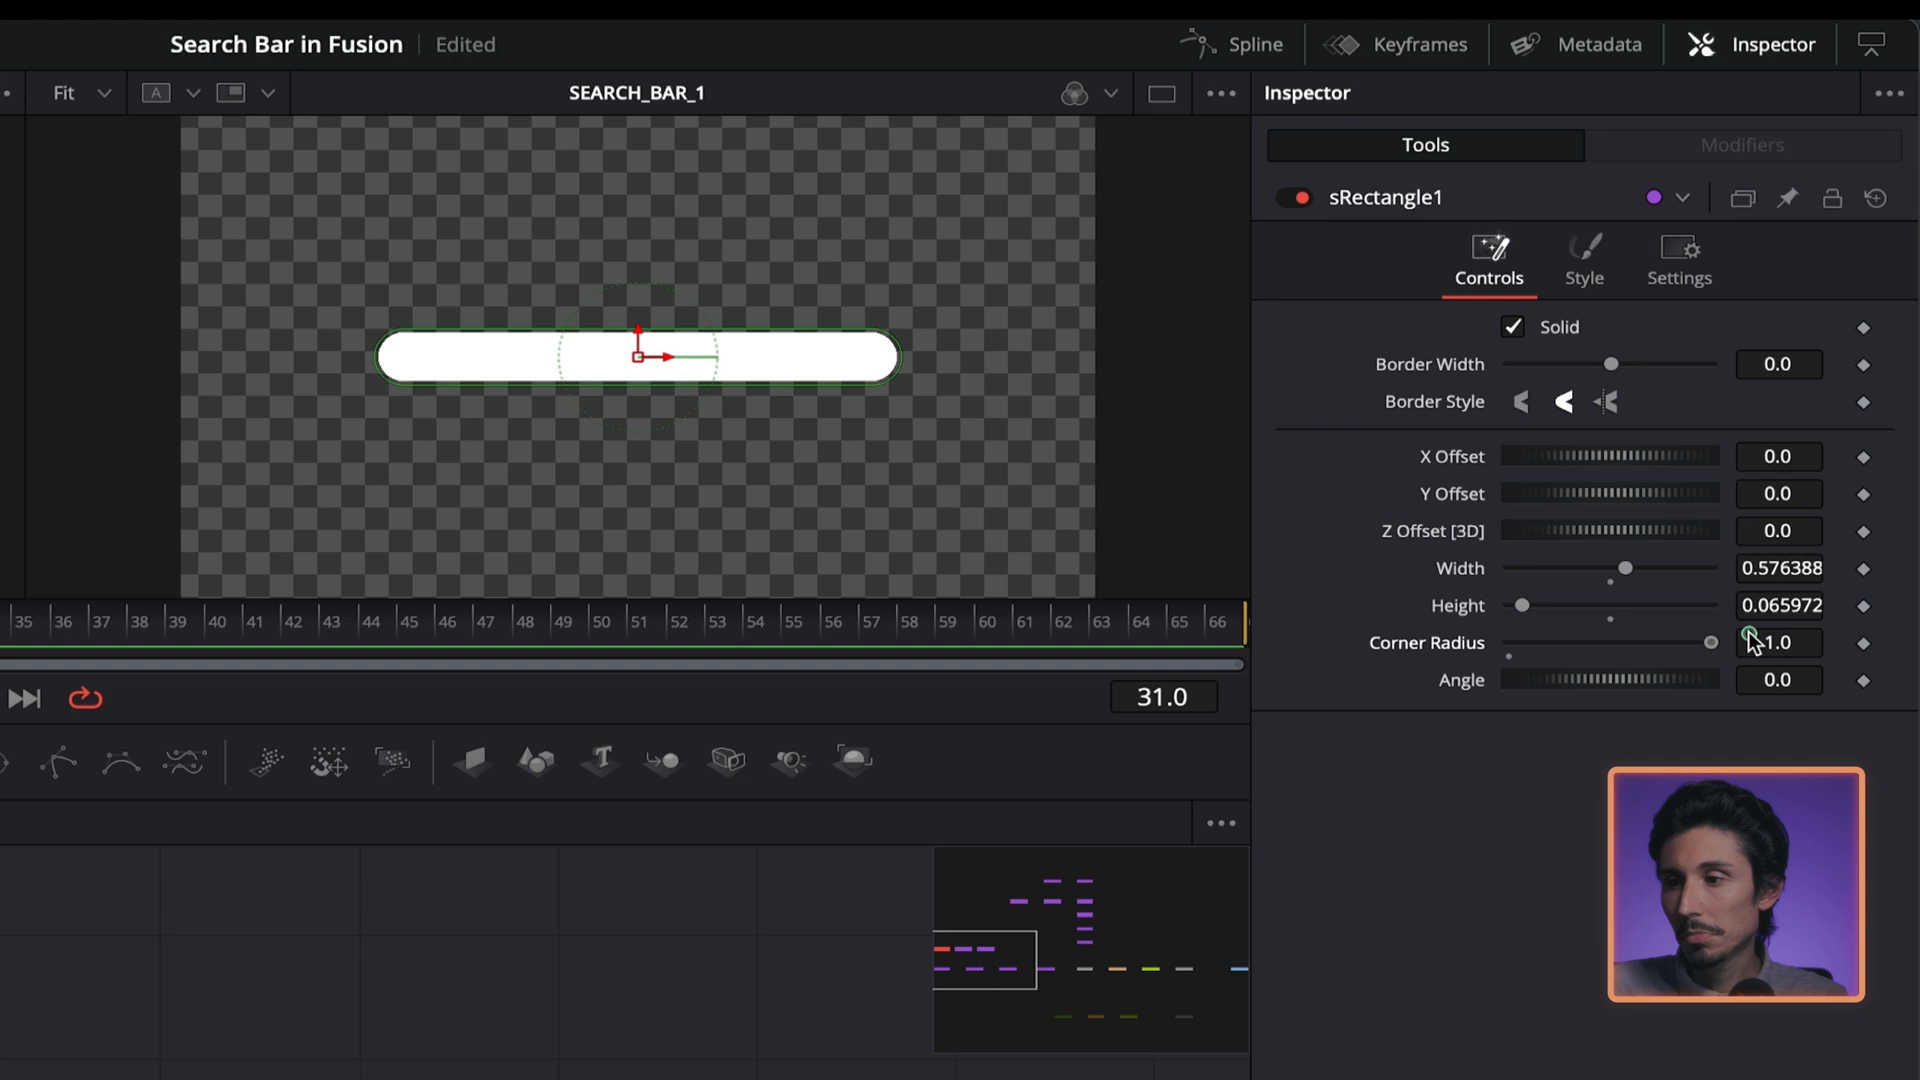 Search Bar in Fusion Edited
Spline Keyframes Metadata Inspector
Fit A SEARCH_BAR_1
Inspector
Tools Modifiers
sRectangle1
Controls Style Settings
Solid
Border Width 0.0
Border Style
X Offset 0.0
Y Offset 0.0
Z Offset [3D] 0.0
Width 0.576388
Height 0.065972
Corner Radius 1.0
Angle 0.0
35 36 37 38 39 40 41 42 43 44 45 46 47 48 49 50 51 52 53 54 55 56 57 58 59 60 61 62 63 64 65 66
31.0
T